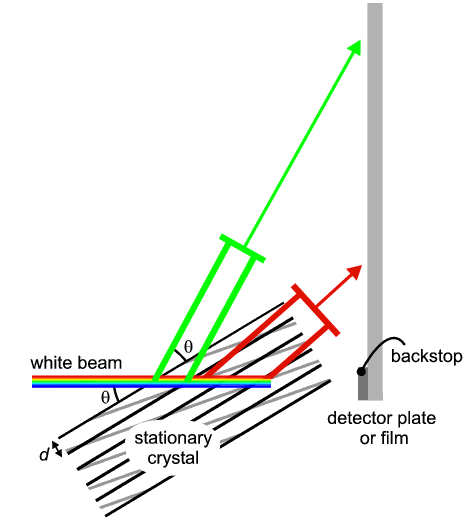 θ
white beam
θ
backstop
detector plate
or film
stationary
crystal
d